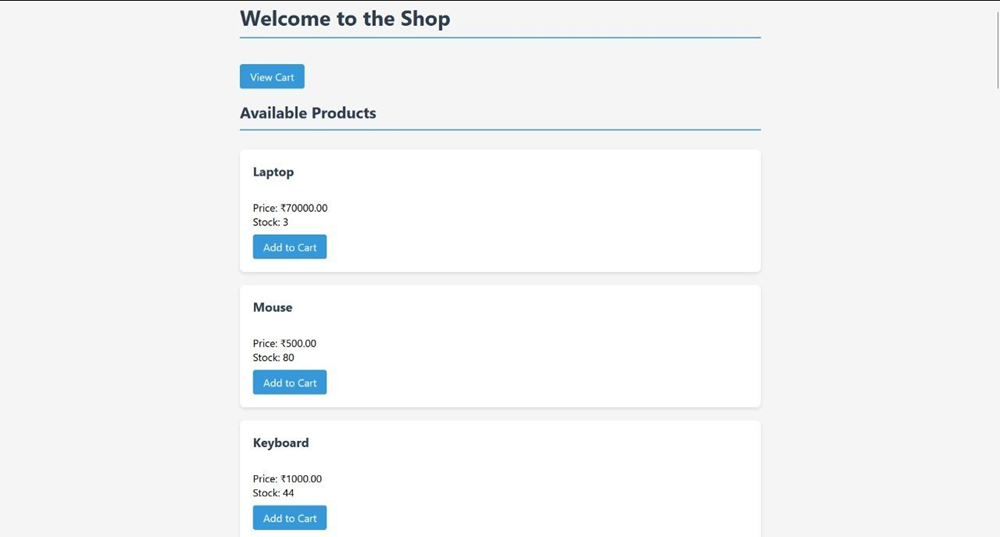 Welcome to the Shop
View Cart
Available Products
Laptop
Price: ₹70000.00
Stock: 3
Add to Cart
Mouse
Price: ₹500.00
Stock: 80
Add to Cart
Keyboard
Price: ₹1000.00
Stock: 44
Add to Cart